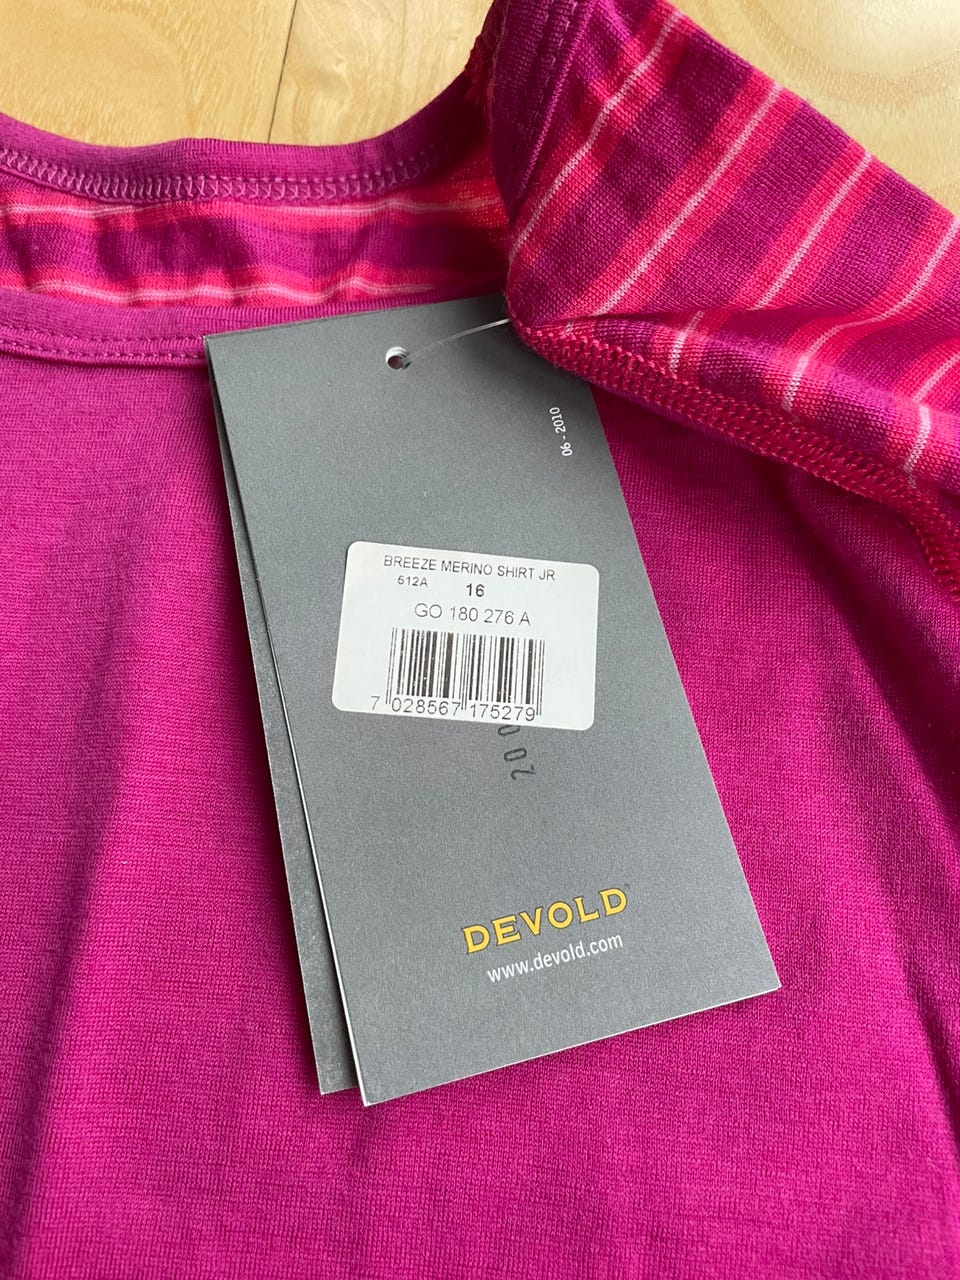 06 - 2010
BREEZE MERINO SHIRT JR
512A 16
GO 180 276 A
7 028567 175279
DEVOLD
www.devold.com